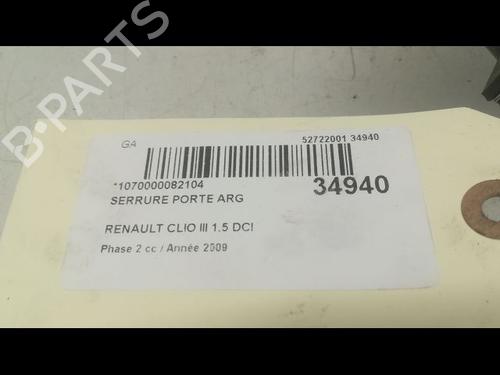 B-PARTS
GA
52722001 34940
*1070000082104
34940
SERRURE PORTE ARG
RENAULT CLIO III 1.5 DCI
Phase 2 cc / Année 2009